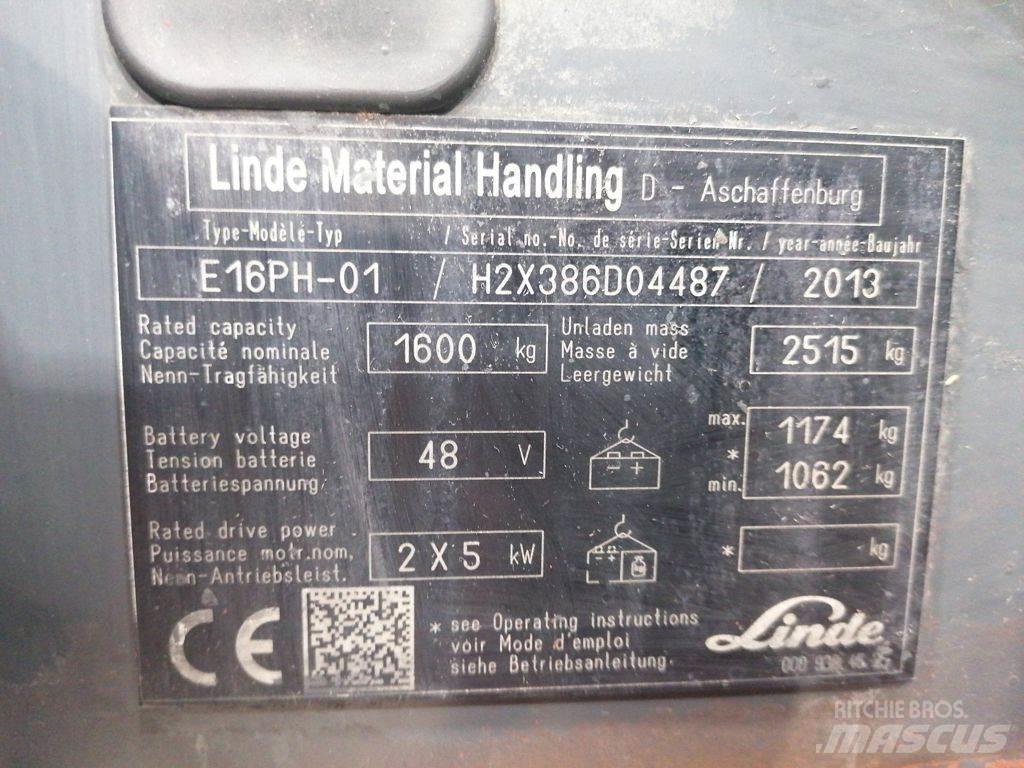 Linde Material Handling D - Aschaffenburg
Type-Modèle-Typ / Serial no.-No. de série-Serien Nr. / year-année-Baujahr
E16PH-01 / H2X386D04487 / 2013
Rated capacity
Capacité nominale
Nenn-Tragfähigkeit
1600 kg
Unladen mass
Masse à vide
Leergewicht
2515 kg
Battery voltage
Tension batterie
Batteriespannung
48 V
- +
max. 1174 kg
*
min. 1062 kg
Rated drive power
Puissance motr.nom.
Nenn-Antriebsleist.
2 X 5 kW
- +
kg
* kg
CE
* see Operating instructions
voir Mode d'emploi
siehe Betriebsanleitung.
Linde
RITCHIE BROS.
MASCUS